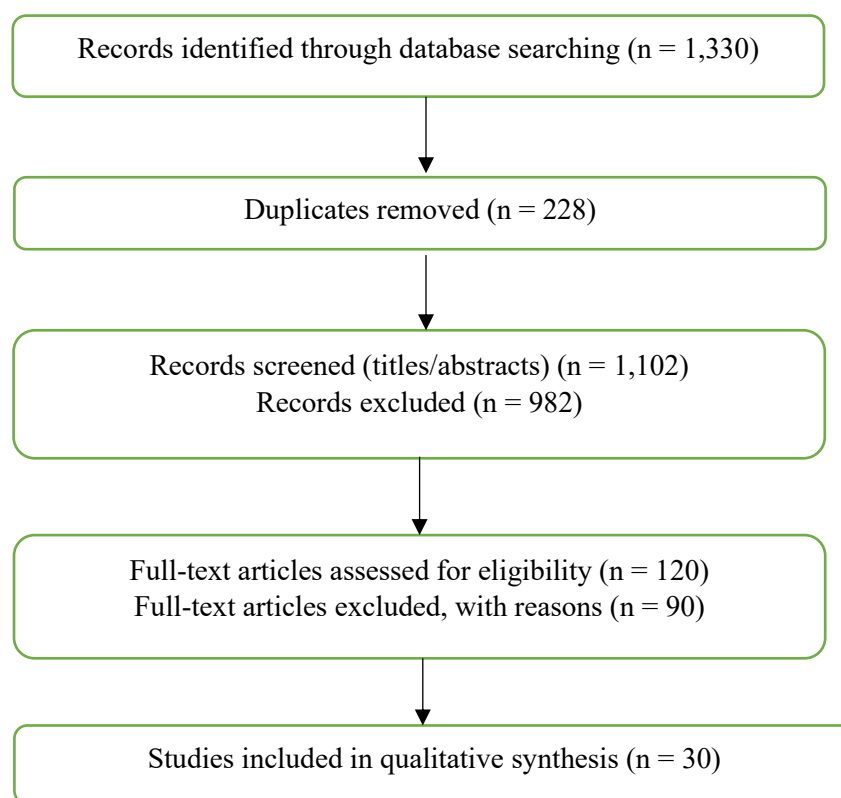 Records identified through database searching (n = 1,330)
Duplicates removed (n = 228)
Records screened (titles/abstracts) (n = 1,102)
Records excluded (n = 982)
Full-text articles assessed for eligibility (n = 120)
Full-text articles excluded, with reasons (n = 90)
Studies included in qualitative synthesis (n = 30)